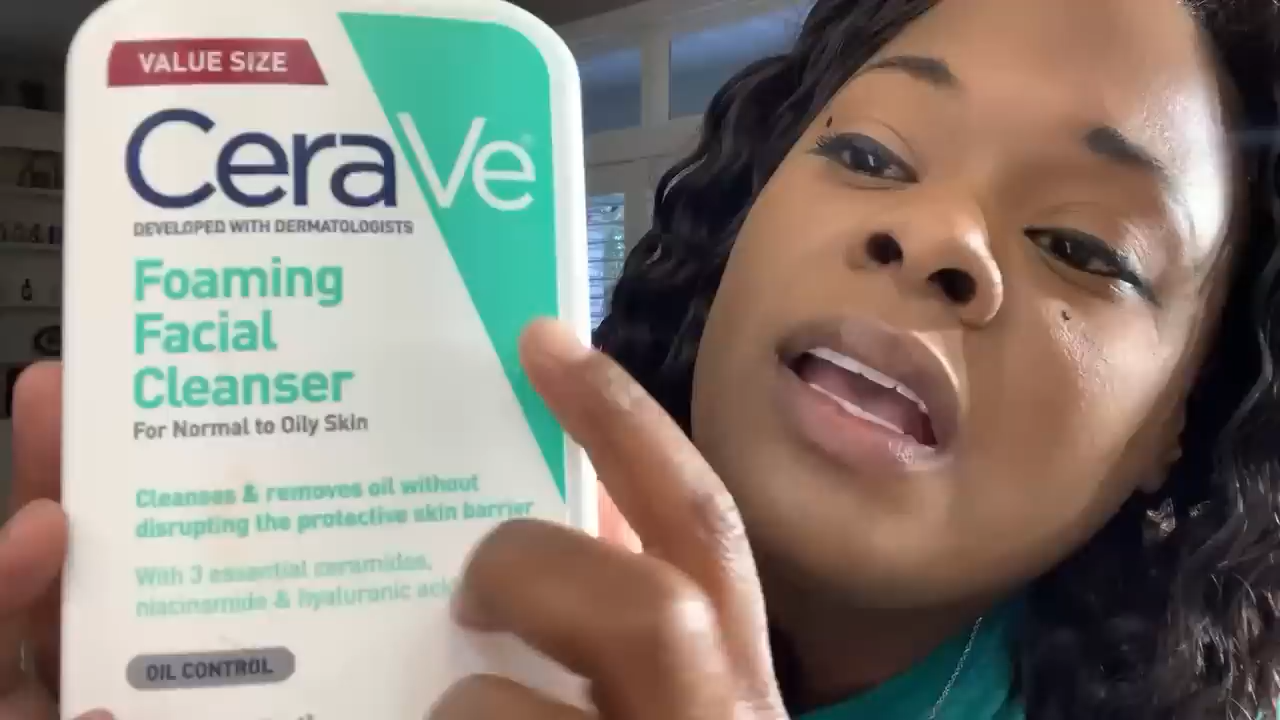 VALUE SIZE
CeraVe
DEVELOPED WITH DERMATOLOGISTS
Foaming
Facial
Cleanser
For Normal to Oily Skin
Cleanses & removes oil without
disrupting the protective skin barrier
With 3 essential ceramides,
niacinamide & hyaluronic
OIL CONTROL